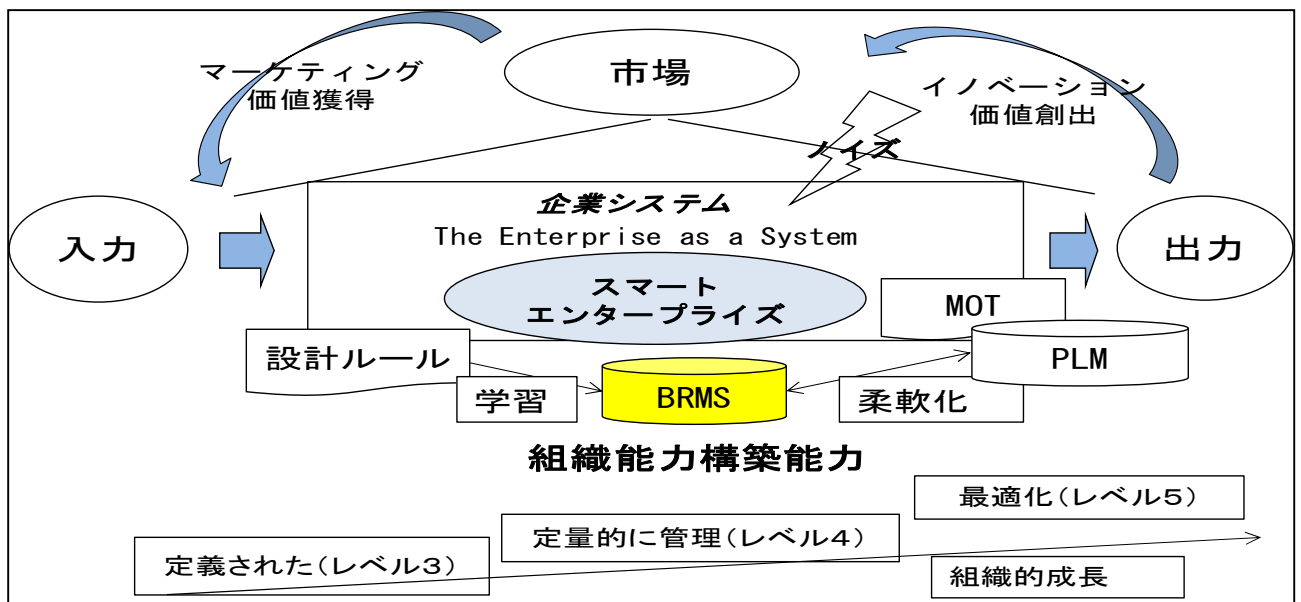 マーケティング
価値獲得
市場
イノベーション
価値創出
ノイズ
入力
企業システム
The Enterprise as a System
出力
スマート
エンタープライズ
MOT
設計ルール
PLM
学習
BRMS
柔軟化
組織能力構築能力
最適化(レベル5)
定量的に管理(レベル4)
定義された(レベル3)
組織的成長